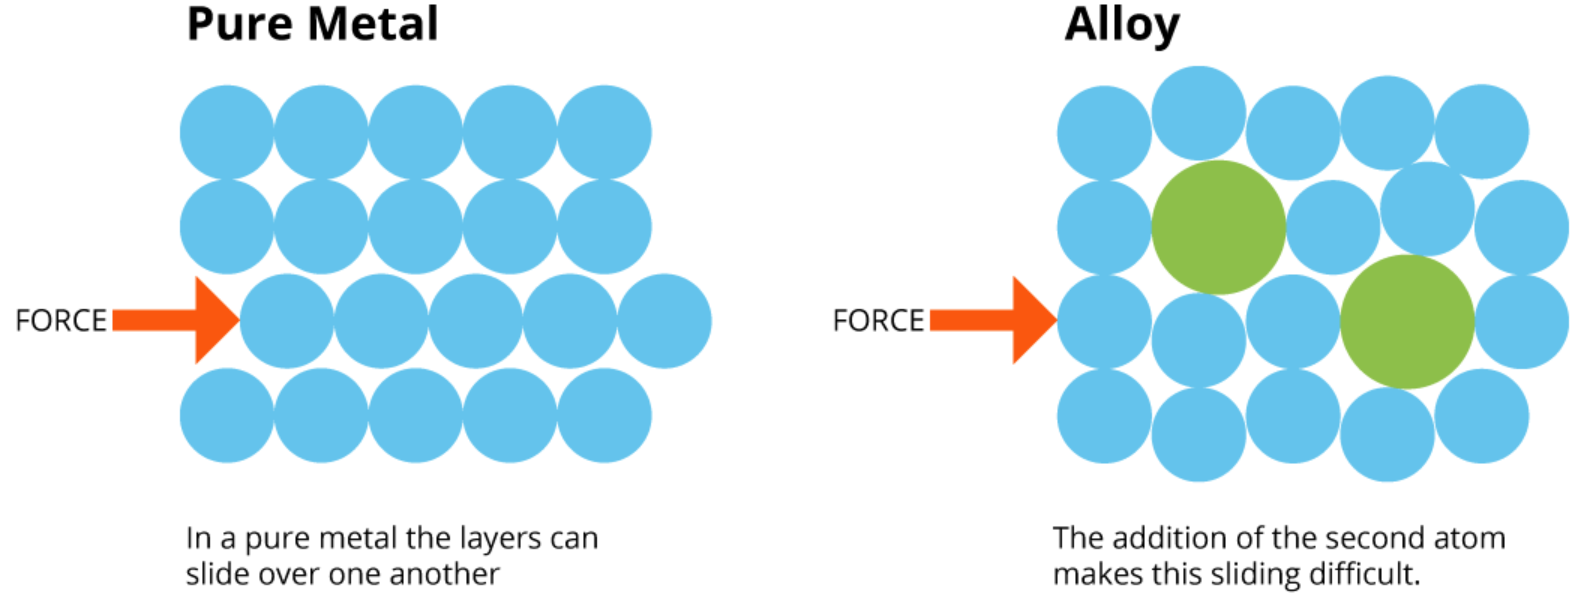 Pure Metal
Alloy
FORCE
FORCE
In a pure metal the layers can
slide over one another
The addition of the second atom
makes this sliding difficult.